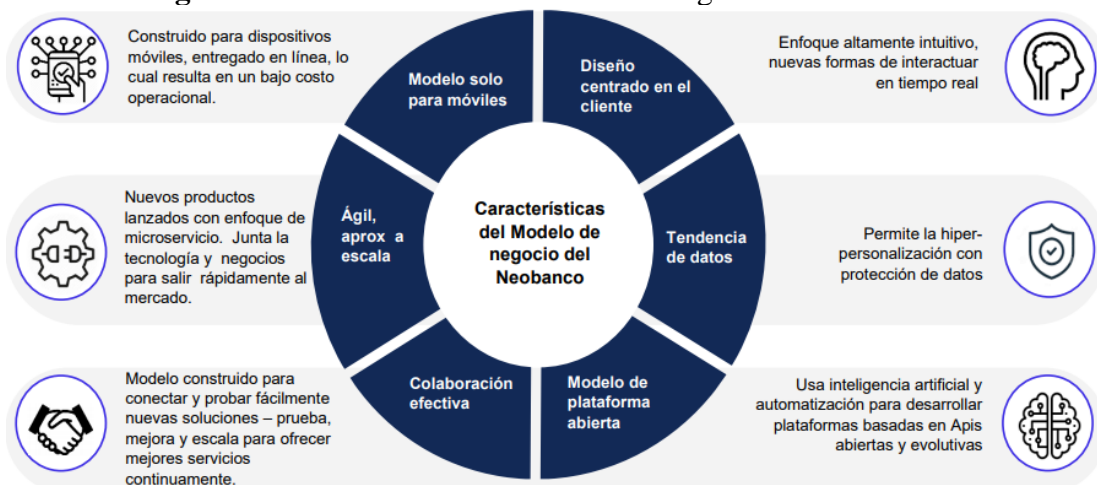 Construido para dispositivos
móviles, entregado en línea, lo
cual resulta en un bajo costo
operacional.
Modelo solo
para móviles
Diseño
centrado en el
cliente
Enfoque altamente intuitivo,
nuevas formas de interactuar
en tiempo real
Nuevos productos
lanzados con enfoque de
microservicio. Junta la
tecnología y negocios
para salir rápidamente al
mercado.
Ágil,
aprox a
escala
Características
del Modelo de
negocio del
Neobanco
Tendencia
de datos
Permite la hiper-
personalización con
protección de datos
Modelo construido para
conectar y probar fácilmente
nuevas soluciones – prueba,
mejora y escala para ofrecer
mejores servicios
continuamente.
Colaboración
efectiva
Modelo de
plataforma
abierta
Usa inteligencia artificial y
automatización para desarrollar
plataformas basadas en Apis
abiertas y evolutivas